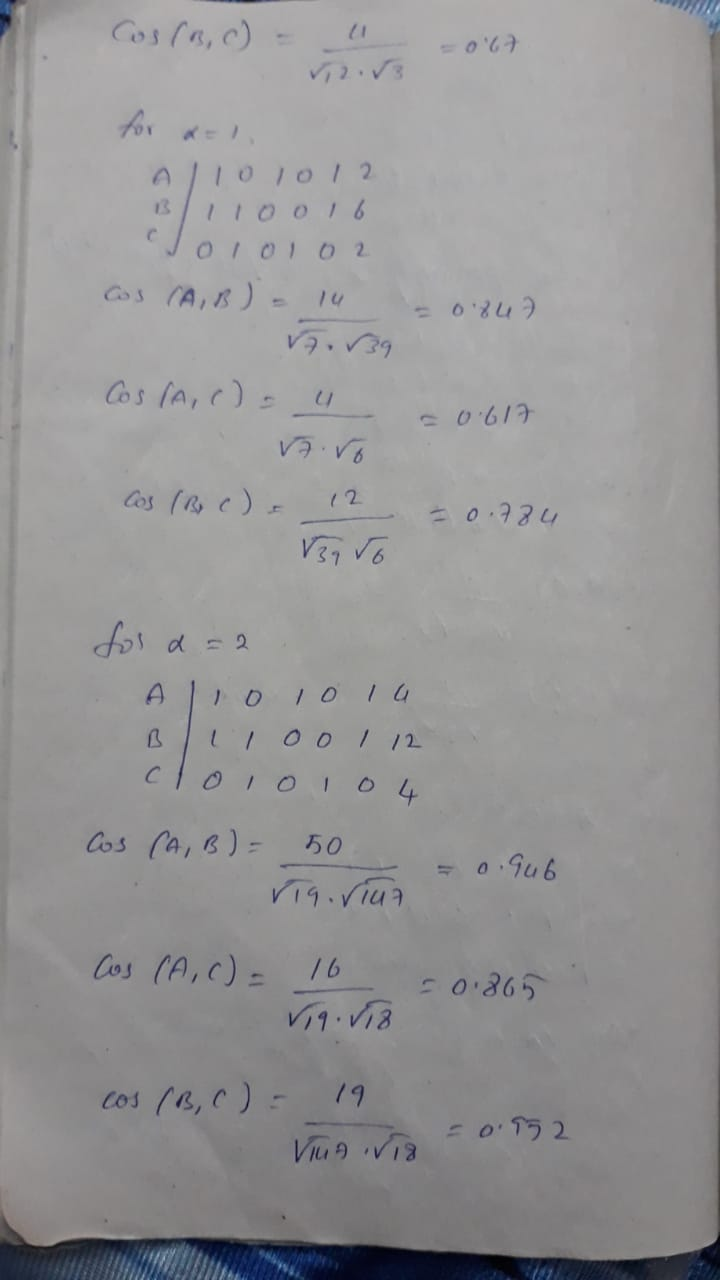 Cos (B, C) = 4 / √12 . √3 = 0.67
for α = 1.
A | 1 0 1 0 1 2
B | 1 1 0 0 1 6
C | 0 1 0 1 0 2
Cos (A, B) = 14 / √7 . √39 = 0.847
Cos (A, C) = 4 / √7 . √6 = 0.617
Cos (B, C) = 12 / √39 √6 = 0.784
for α = 2
A | 1 0 1 0 1 4
B | 1 1 0 0 1 12
C | 0 1 0 1 0 4
Cos (A, B) = 50 / √19 . √147 = 0.946
Cos (A, C) = 16 / √19 . √18 = 0.865
cos (B, C) = 19 / √147 . √18